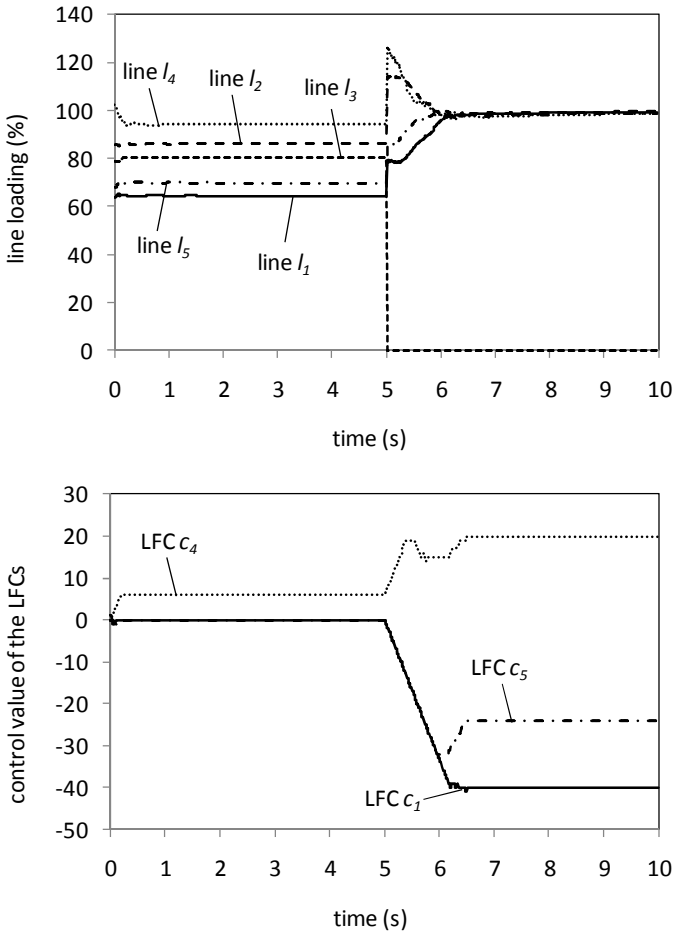 140
120
100
80
60
40
20
0
line loading (%)
line l4
line l2
line l3
line l5
line l1
0 1 2 3 4 5 6 7 8 9 10
time (s)
30
20
10
0
-10
-20
-30
-40
-50
control value of the LFCs
LFC c4
LFC c5
LFC c1
0 1 2 3 4 5 6 7 8 9 10
time (s)